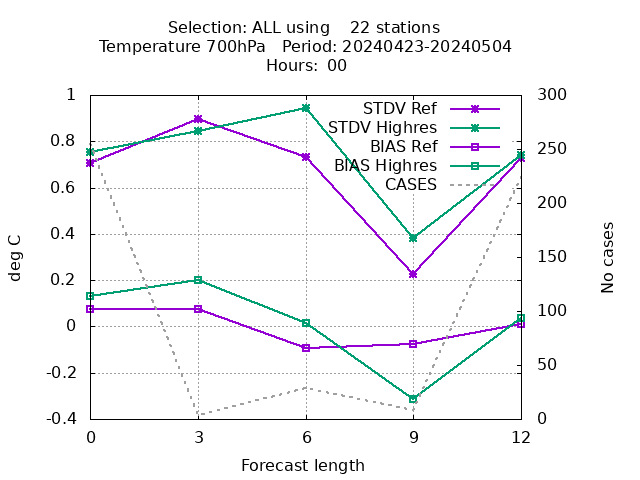 Selection: ALL using    22 stations
Temperature 700hPa   Period: 20240423-20240504
Hours:  00
1
0.8
0.6
0.4
0.2
0
-0.2
-0.4
deg C
STDV Ref
STDV Highres
BIAS Ref
BIAS Highres
CASES
300
250
200
150
100
50
0
No cases
0
3
6
9
12
Forecast length